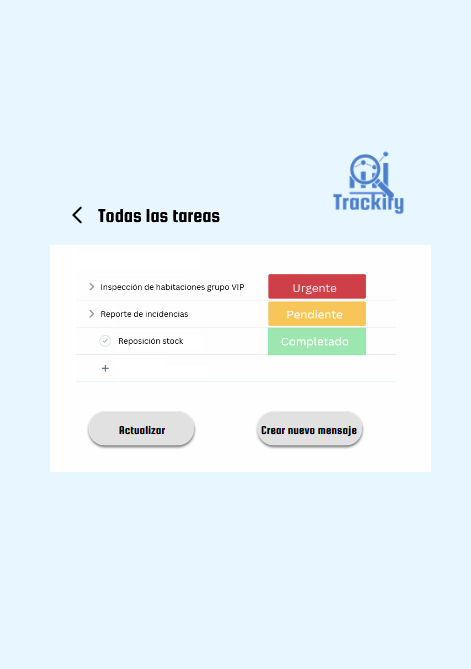 Trackify
Todas las tareas
Inspección de habitaciones grupo VIP Urgente
Reporte de incidencias Pendiente
Reposición stock Completado
+
Actualizar Crear nuevo mensaje